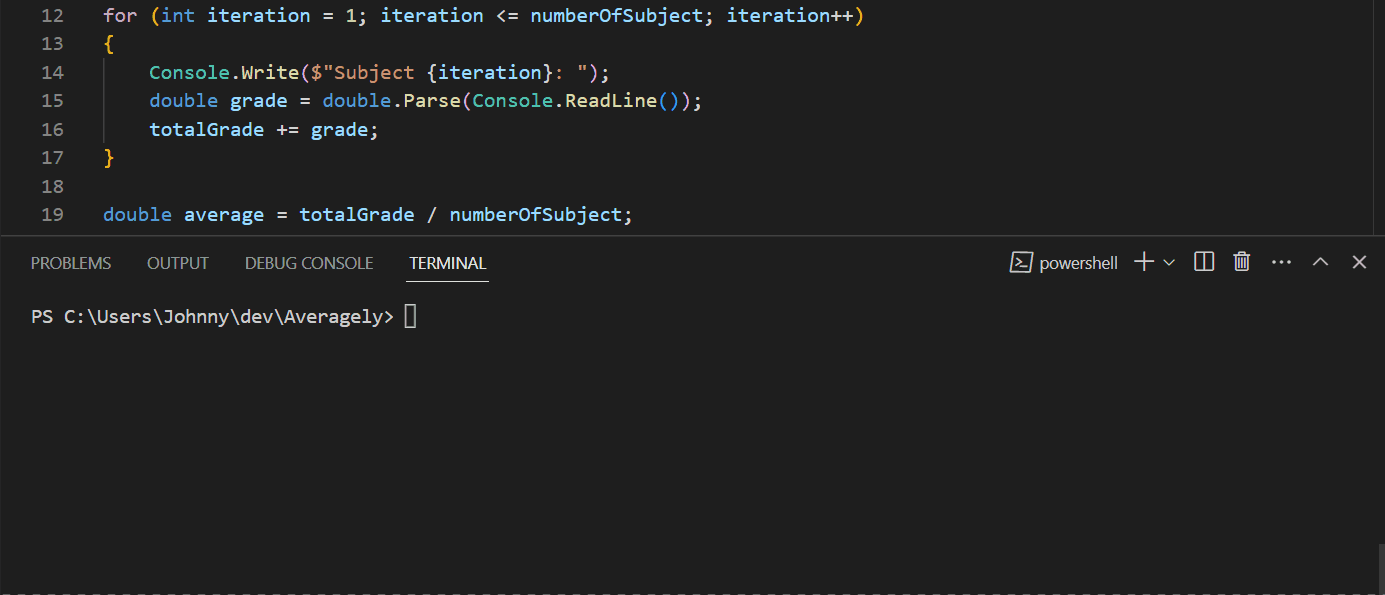 12 for (int iteration = 1; iteration <= numberOfSubject; iteration++)
13 {
14     Console.Write($"Subject {iteration}: ");
15     double grade = double.Parse(Console.ReadLine());
16     totalGrade += grade;
17 }
18
19 double average = totalGrade / numberOfSubject;
PROBLEMS OUTPUT DEBUG CONSOLE TERMINAL powershell
PS C:\Users\Johnny\dev\Averagely>